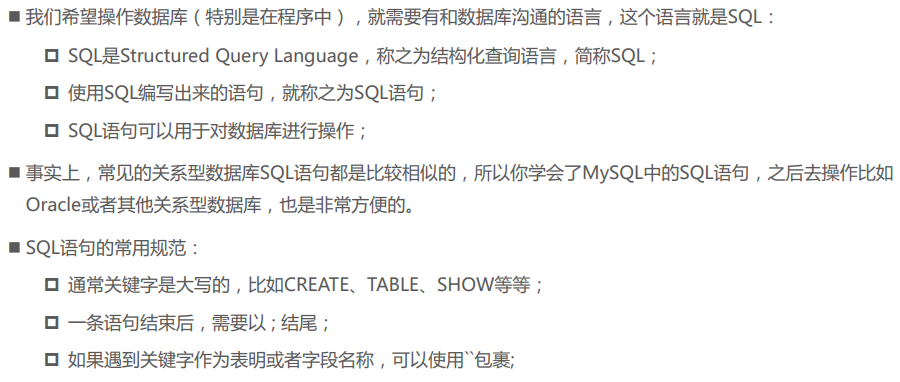 ■ 我们希望操作数据库（特别是在程序中），就需要有和数据库沟通的语言，这个语言就是SQL：
SQL是Structured Query Language，称之为结构化查询语言，简称SQL；
使用SQL编写出来的语句，就称之为SQL语句；
SQL语句可以用于对数据库进行操作；
■ 事实上，常见的关系型数据库SQL语句都是比较相似的，所以你学会了MySQL中的SQL语句，之后去操作比如
Oracle或者其他关系型数据库，也是非常方便的。
■ SQL语句的常用规范：
通常关键字是大写的，比如CREATE、TABLE、SHOW等等；
一条语句结束后，需要以 ; 结尾；
如果遇到关键字作为表明或者字段名称，可以使用``包裹;